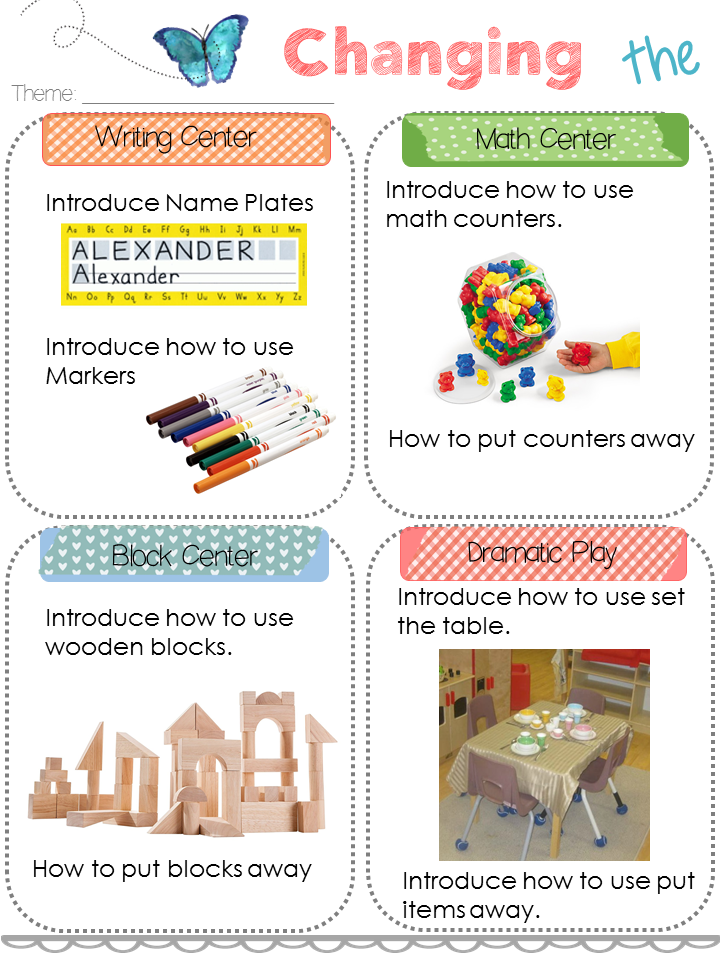 Changing the
Theme:
Writing Center
Introduce Name Plates
Aa Bb Cc Dd Ee Ff Gg Hh Ii Jj Kk Ll Mm
ALEXANDER
Alexander
Nn Oo Pp Qq Rr Ss Tt Uu Vv Ww Xx Yy Zz
Introduce how to use
Markers
Math Center
Introduce how to use
math counters.
How to put counters away
Block Center
Introduce how to use
wooden blocks.
How to put blocks away
Dramatic Play
Introduce how to use set
the table.
Introduce how to use put
items away.